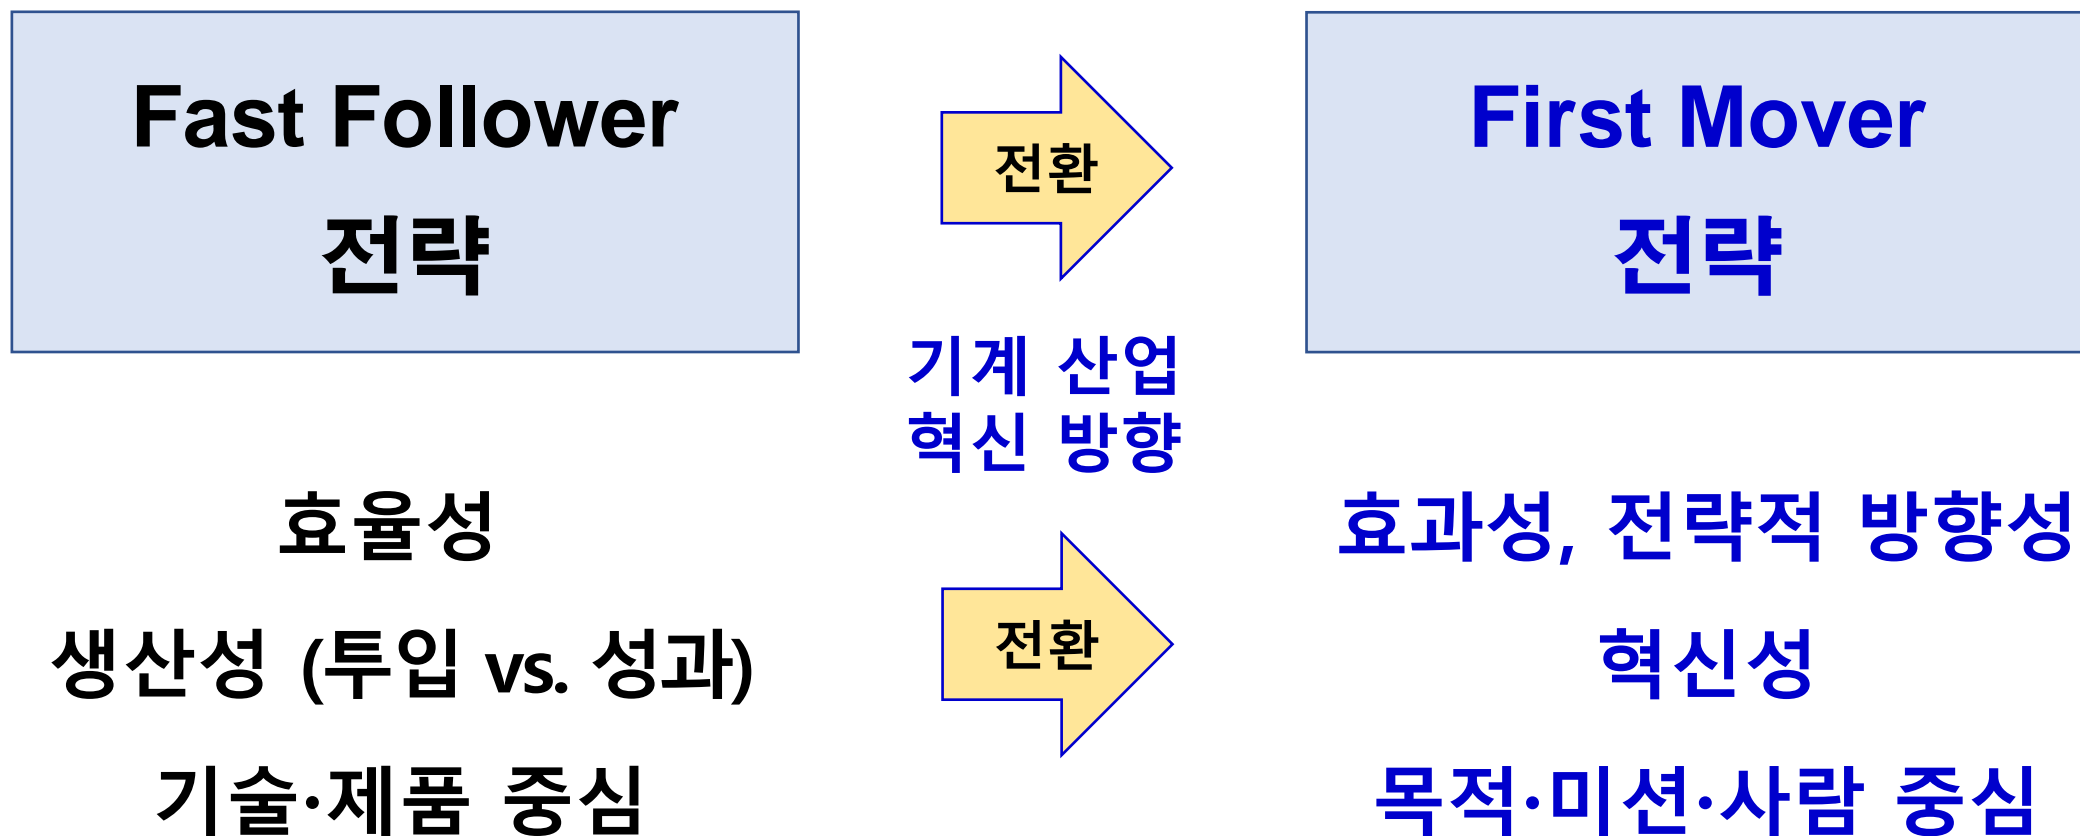 Fast Follower
전략
전환
First Mover
전략
기계 산업
혁신 방향
효율성
생산성 (투입 vs. 성과)
기술·제품 중심
전환
효과성, 전략적 방향성
혁신성
목적·미션·사람 중심